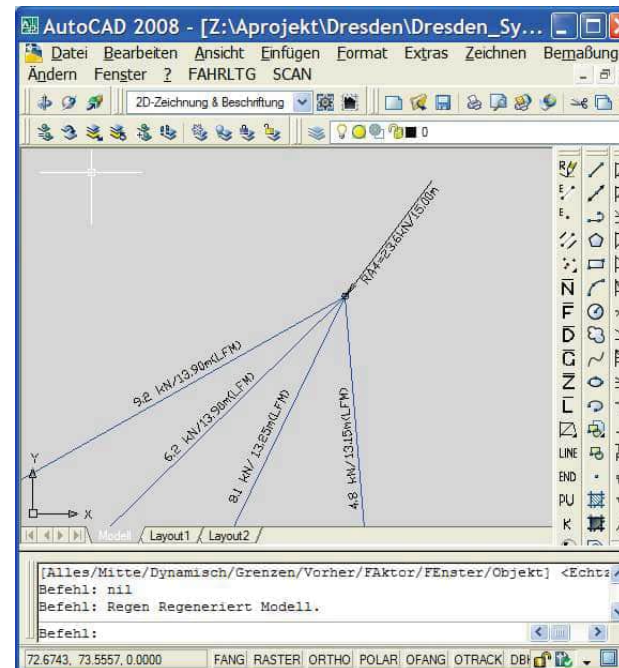 AutoCAD 2008 - [Z:\Aprojekt\Dresden\Dresden_Sy...
Datei Bearbeiten Ansicht Einfügen Format Extras Zeichnen Bemaßung
Ändern Fenster ? FAHRLTG SCAN
2D-Zeichnung & Beschriftung
0
RA4=23.6kN/15.00m
9.2 kN/13.90m(LFM)
6.2 kN/13.90m(LFM)
8.1 kN/ 13.25m(LFM)
4.8 kN/13.15m(LFM)
Y
X
N
F
D
G
Z
L
LINE
END
PU
K
Modell / Layout1 / Layout2 /
[Alles/Mitte/Dynamisch/Grenzen/Vorher/FAktor/FEnster/Objekt] <Echtz
Befehl: nil
Befehl: Regen Regeneriert Modell.
Befehl:
72.6743, 73.5557, 0.0000 FANG RASTER ORTHO POLAR OFANG OTRACK